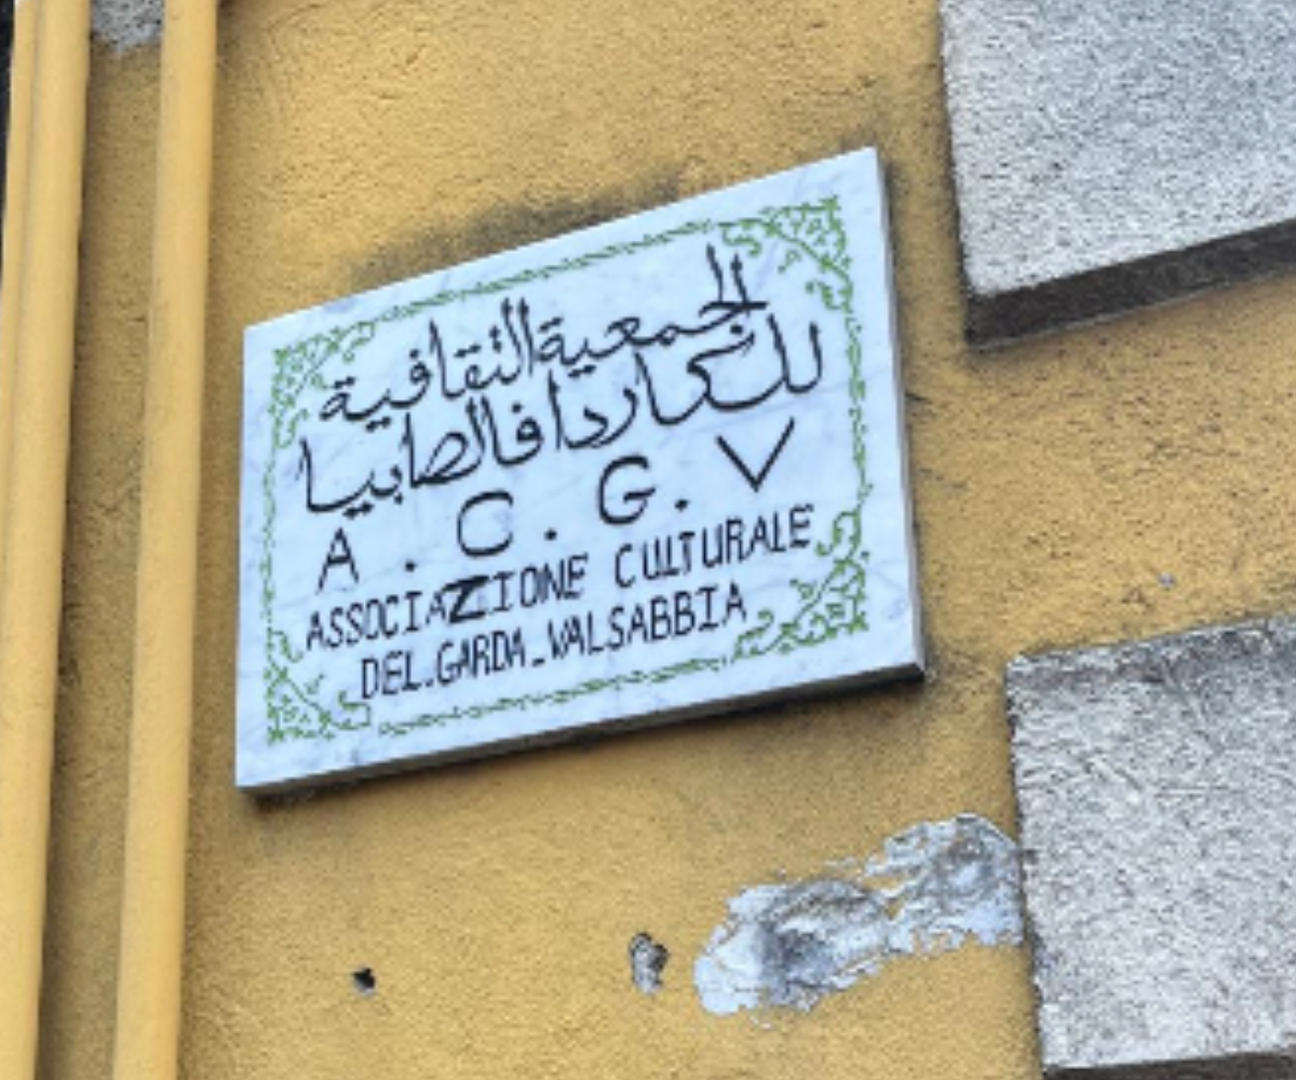 الجمعية الثقافية
للكاردا فالصابيا
A . C . G . V
ASSOCIAZIONE CULTURALE
DEL.GARDA_VALSABBIA